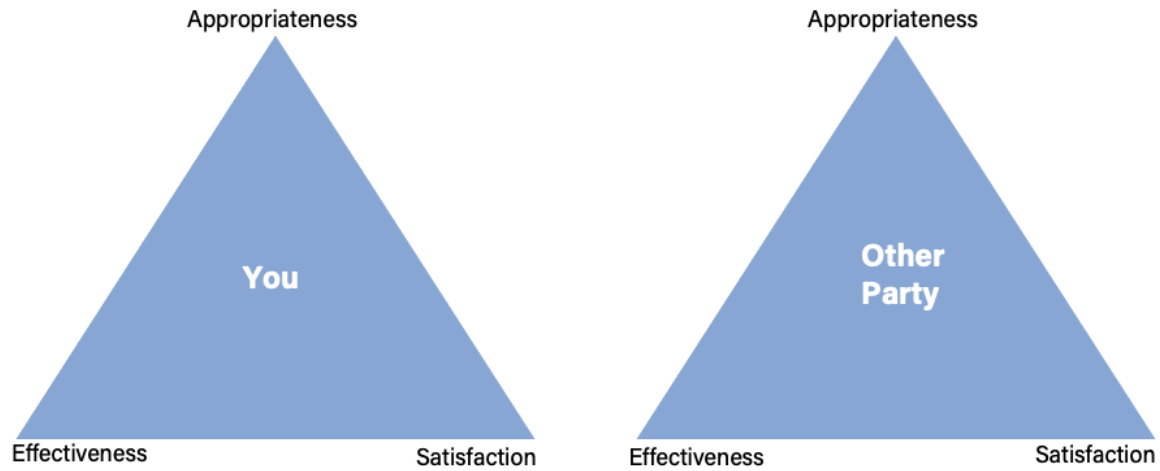 Appropriateness
You
Effectiveness
Satisfaction
Appropriateness
Other
Party
Effectiveness
Satisfaction